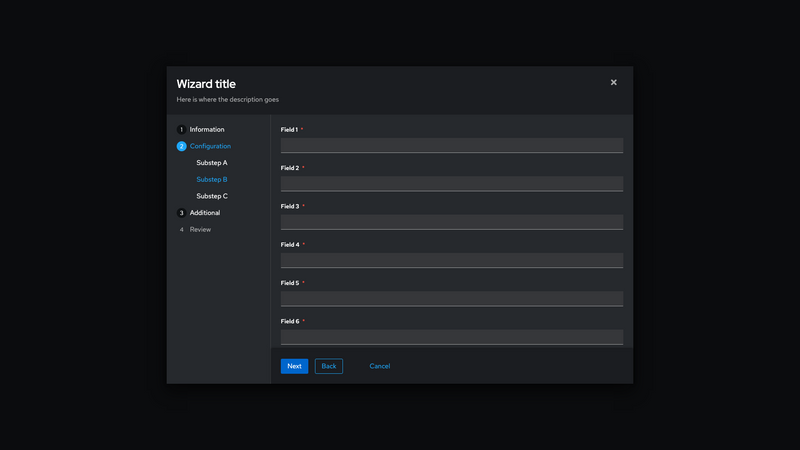 Wizard title
Here is where the description goes
1 Information
2 Configuration
Substep A
Substep B
Substep C
3 Additional
4 Review
Field 1 *
Field 2 *
Field 3 *
Field 4 *
Field 5 *
Field 6 *
Next Back Cancel